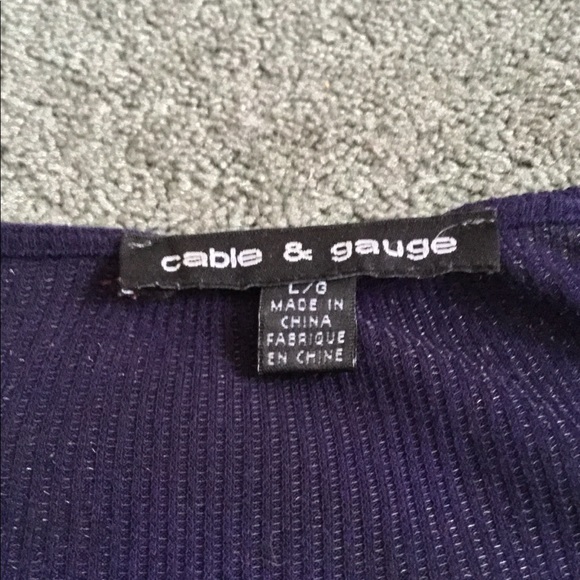 cable & gauge
L/G
MADE IN
CHINA
FABRIQUE
EN CHINE